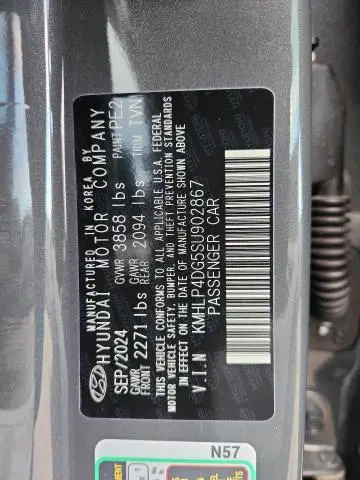 MANUFACTURED IN KOREA BY
HYUNDAI MOTOR COMPANY
SEP/2024 GVWR 3858 lbs PAINT PE2
GAWR FRONT 2271 lbs GAWR REAR 2094 lbs TRIM TVN
THIS VEHICLE CONFORMS TO ALL APPLICABLE U.S.A. FEDERAL
MOTOR VEHICLE SAFETY, BUMPER, AND THEFT PREVENTION STANDARDS
IN EFFECT ON THE DATE OF MANUFACTURE SHOWN ABOVE
V.I.N KMHLP4DG5SU902867
PASSENGER CAR
N57